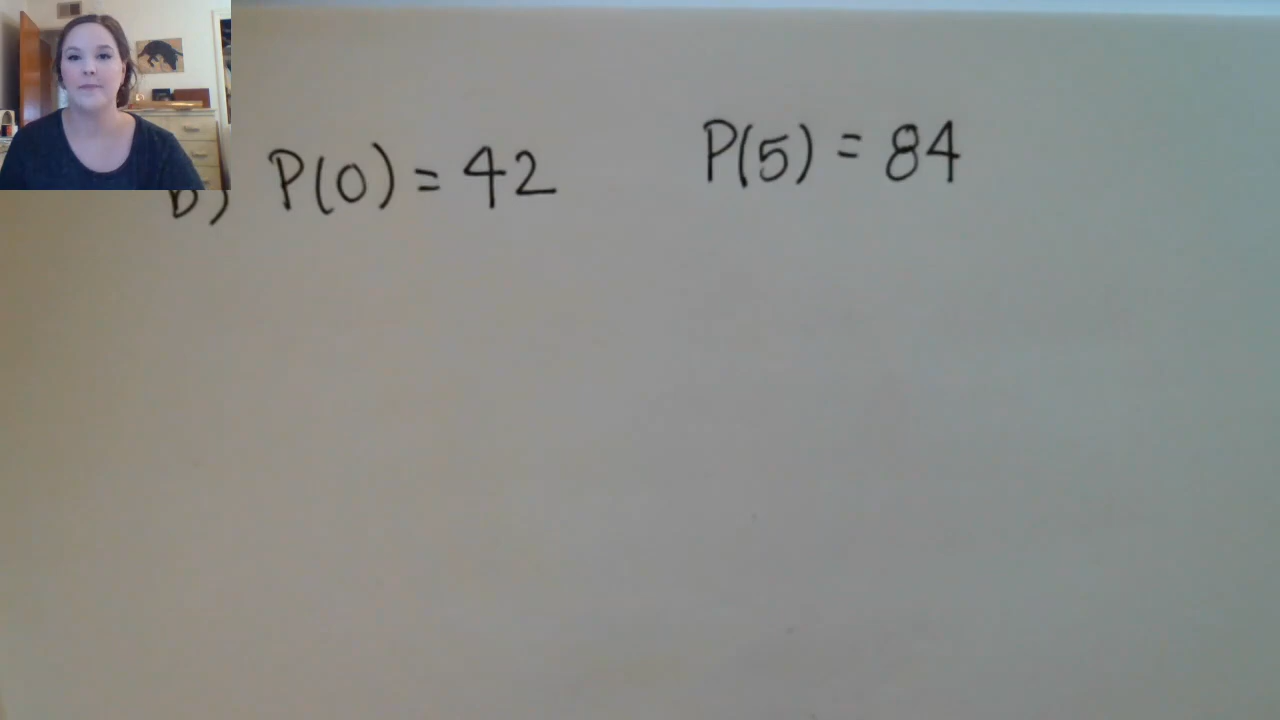 b) P(0) = 42 P(5) = 84